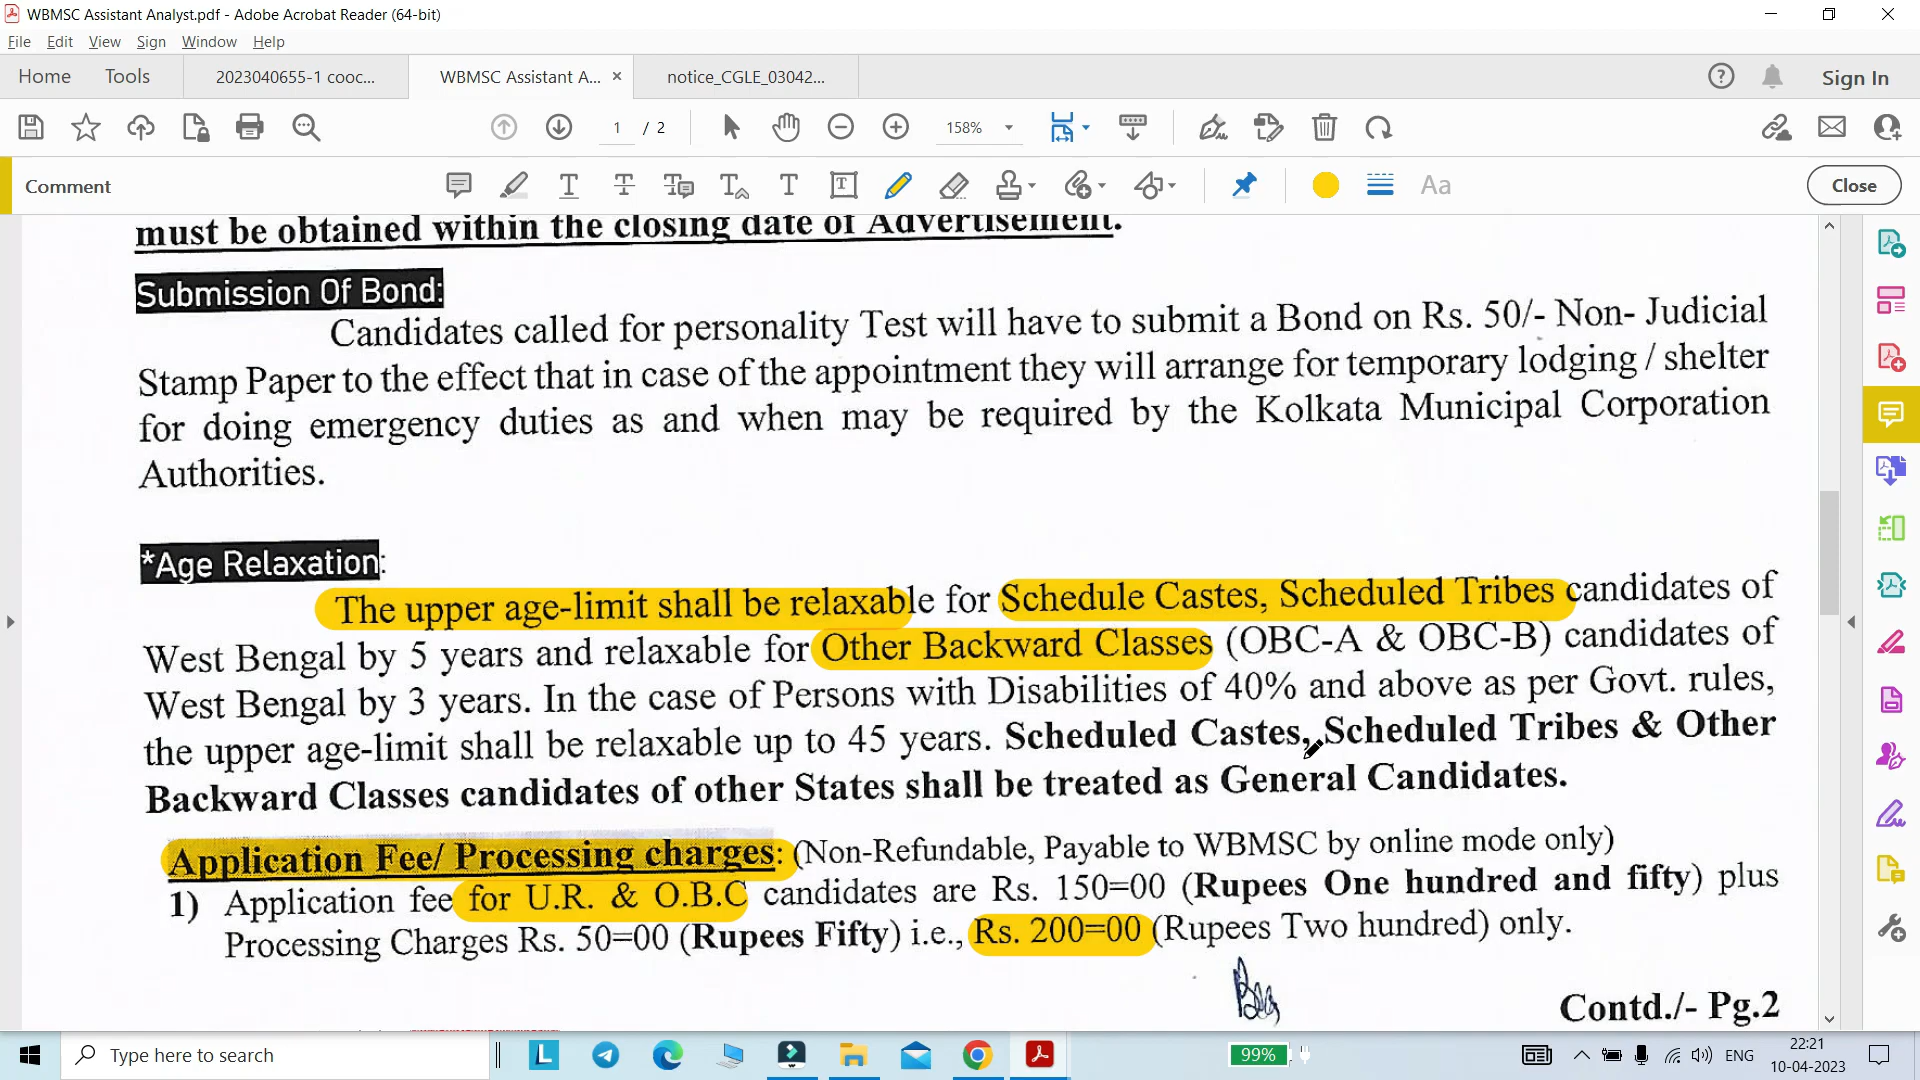 WBMSC Assistant Analyst.pdf - Adobe Acrobat Reader (64-bit)
File Edit View Sign Window Help
Home Tools 2023040655-1 cooc... WBMSC Assistant A... × notice_CGLE_03042... Sign In
1 / 2 158%
Comment Aa Close
must be obtained within the closing date of Advertisement.
Submission Of Bond:
Candidates called for personality Test will have to submit a Bond on Rs. 50/- Non- Judicial
Stamp Paper to the effect that in case of the appointment they will arrange for temporary lodging / shelter
for doing emergency duties as and when may be required by the Kolkata Municipal Corporation
Authorities.
*Age Relaxation:
The upper age-limit shall be relaxable for Schedule Castes, Scheduled Tribes candidates of
West Bengal by 5 years and relaxable for Other Backward Classes (OBC-A & OBC-B) candidates of
West Bengal by 3 years. In the case of Persons with Disabilities of 40% and above as per Govt. rules,
the upper age-limit shall be relaxable up to 45 years. Scheduled Castes, Scheduled Tribes & Other
Backward Classes candidates of other States shall be treated as General Candidates.
Application Fee/ Processing charges: (Non-Refundable, Payable to WBMSC by online mode only)
1) Application fee for U.R. & O.B.C candidates are Rs. 150=00 (Rupees One hundred and fifty) plus
Processing Charges Rs. 50=00 (Rupees Fifty) i.e., Rs. 200=00 (Rupees Two hundred) only.
Contd./- Pg.2
Type here to search 99% ENG 22:21
10-04-2023